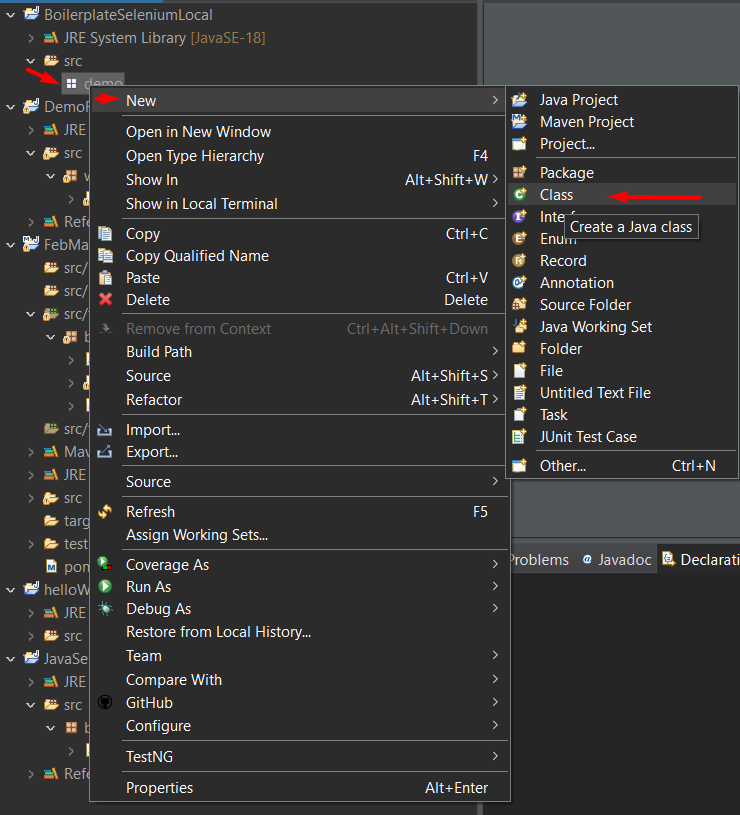 BoilerplateSeleniumLocal
JRE System Library [JavaSE-18]
src
demo
DemoF
JRE
src
Refe
FebMa
src/
src/
src/
src/
Mav
JRE
src
targ
test
pom
helloW
JRE
src
JavaSe
JRE
src
Refe
New
Open in New Window
Open Type Hierarchy F4
Show In Alt+Shift+W
Show in Local Terminal
Copy Ctrl+C
Copy Qualified Name
Paste Ctrl+V
Delete Delete
Remove from Context Ctrl+Alt+Shift+Down
Build Path
Source Alt+Shift+S
Refactor Alt+Shift+T
Import...
Export...
Source
Refresh F5
Assign Working Sets...
Coverage As
Run As
Debug As
Restore from Local History...
Team
Compare With
GitHub
Configure
TestNG
Properties Alt+Enter
Java Project
Maven Project
Project...
Package
Class
Create a Java class
Enum
Record
Annotation
Source Folder
Java Working Set
Folder
File
Untitled Text File
Task
JUnit Test Case
Other... Ctrl+N
Problems Javadoc Declarati